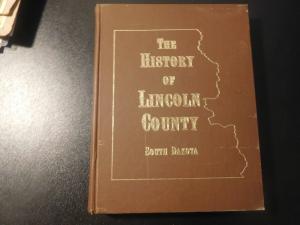 THE
HISTORY
OF
LINCOLN
COUNTY
SOUTH DAKOTA